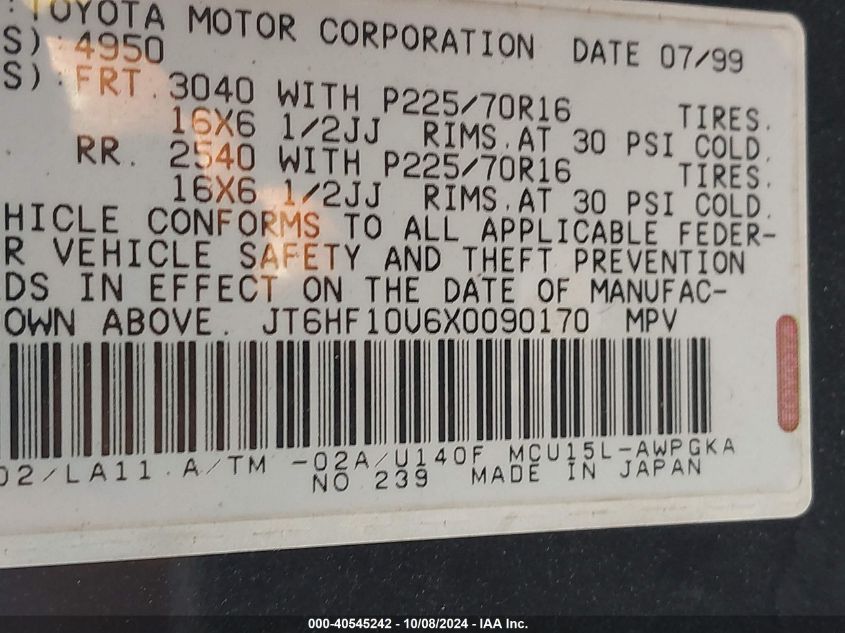 : TOYOTA MOTOR CORPORATION DATE 07/99
S): 4950
S): FRT. 3040 WITH P225/70R16 TIRES.
16X6 1/2JJ RIMS. AT 30 PSI COLD.
RR. 2540 WITH P225/70R16 TIRES.
16X6 1/2JJ RIMS. AT 30 PSI COLD.
HICLE CONFORMS TO ALL APPLICABLE FEDER-
R VEHICLE SAFETY AND THEFT PREVENTION
DS IN EFFECT ON THE DATE OF MANUFAC-
OWN ABOVE. JT6HF10U6X0090170 MPV
02/LA11 A/TM -02A/U140F MCU15L-AWPGKA
NO 239 MADE IN JAPAN
000-40545242 - 10/08/2024 - IAA Inc.